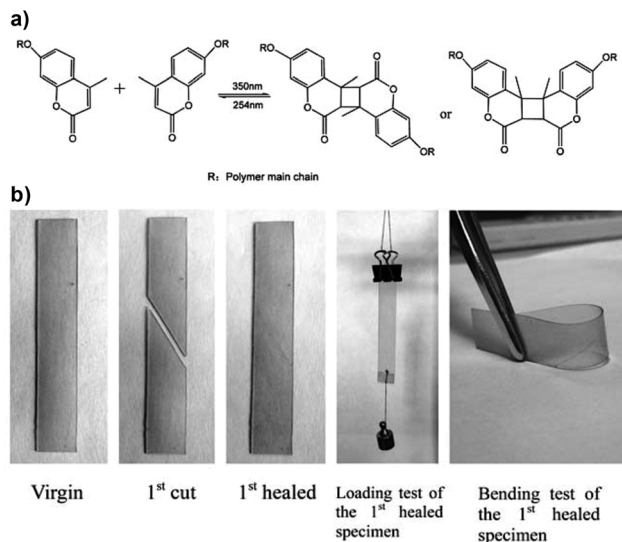 a)
RO
O
O
+
OR
O
O
350nm
254nm
RO
O
O
O
O
OR
or
RO
O
O
OR
O
O
R: Polymer main chain
b)
Virgin
1st cut
1st healed
Loading test of
the 1st healed
specimen
Bending test of
the 1st healed
specimen